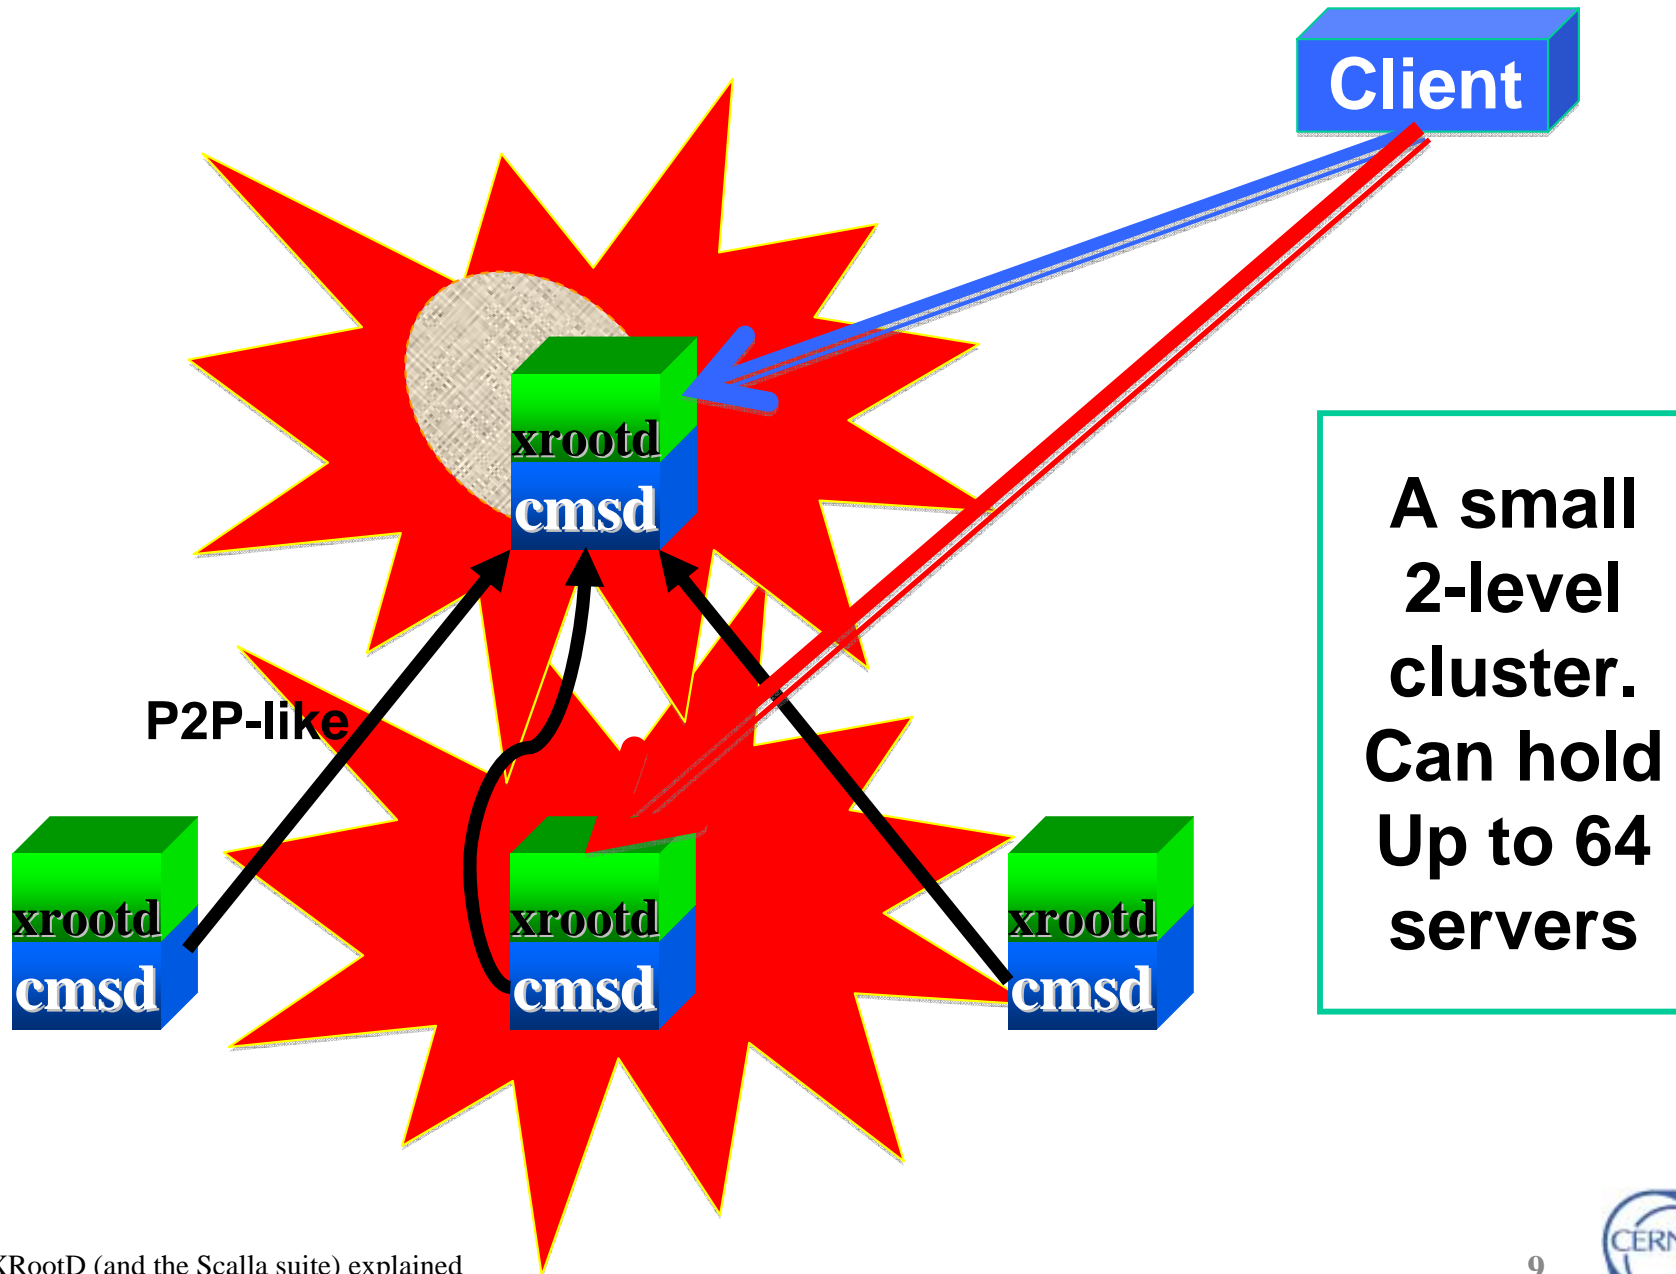 Client
xrootd
cmsd
P2P-like
xrootd
cmsd
xrootd
cmsd
xrootd
cmsd
A small
2-level
cluster.
Can hold
Up to 64
servers
XRootD (and the Scalla suite) explained
9
CERN